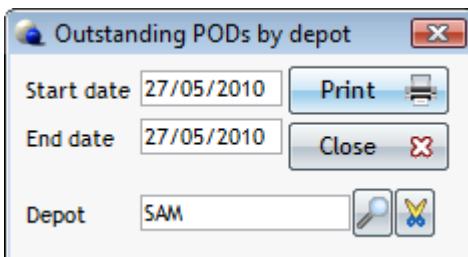 Outstanding PODs by depot
Start date 27/05/2010 Print
End date 27/05/2010 Close
Depot SAM